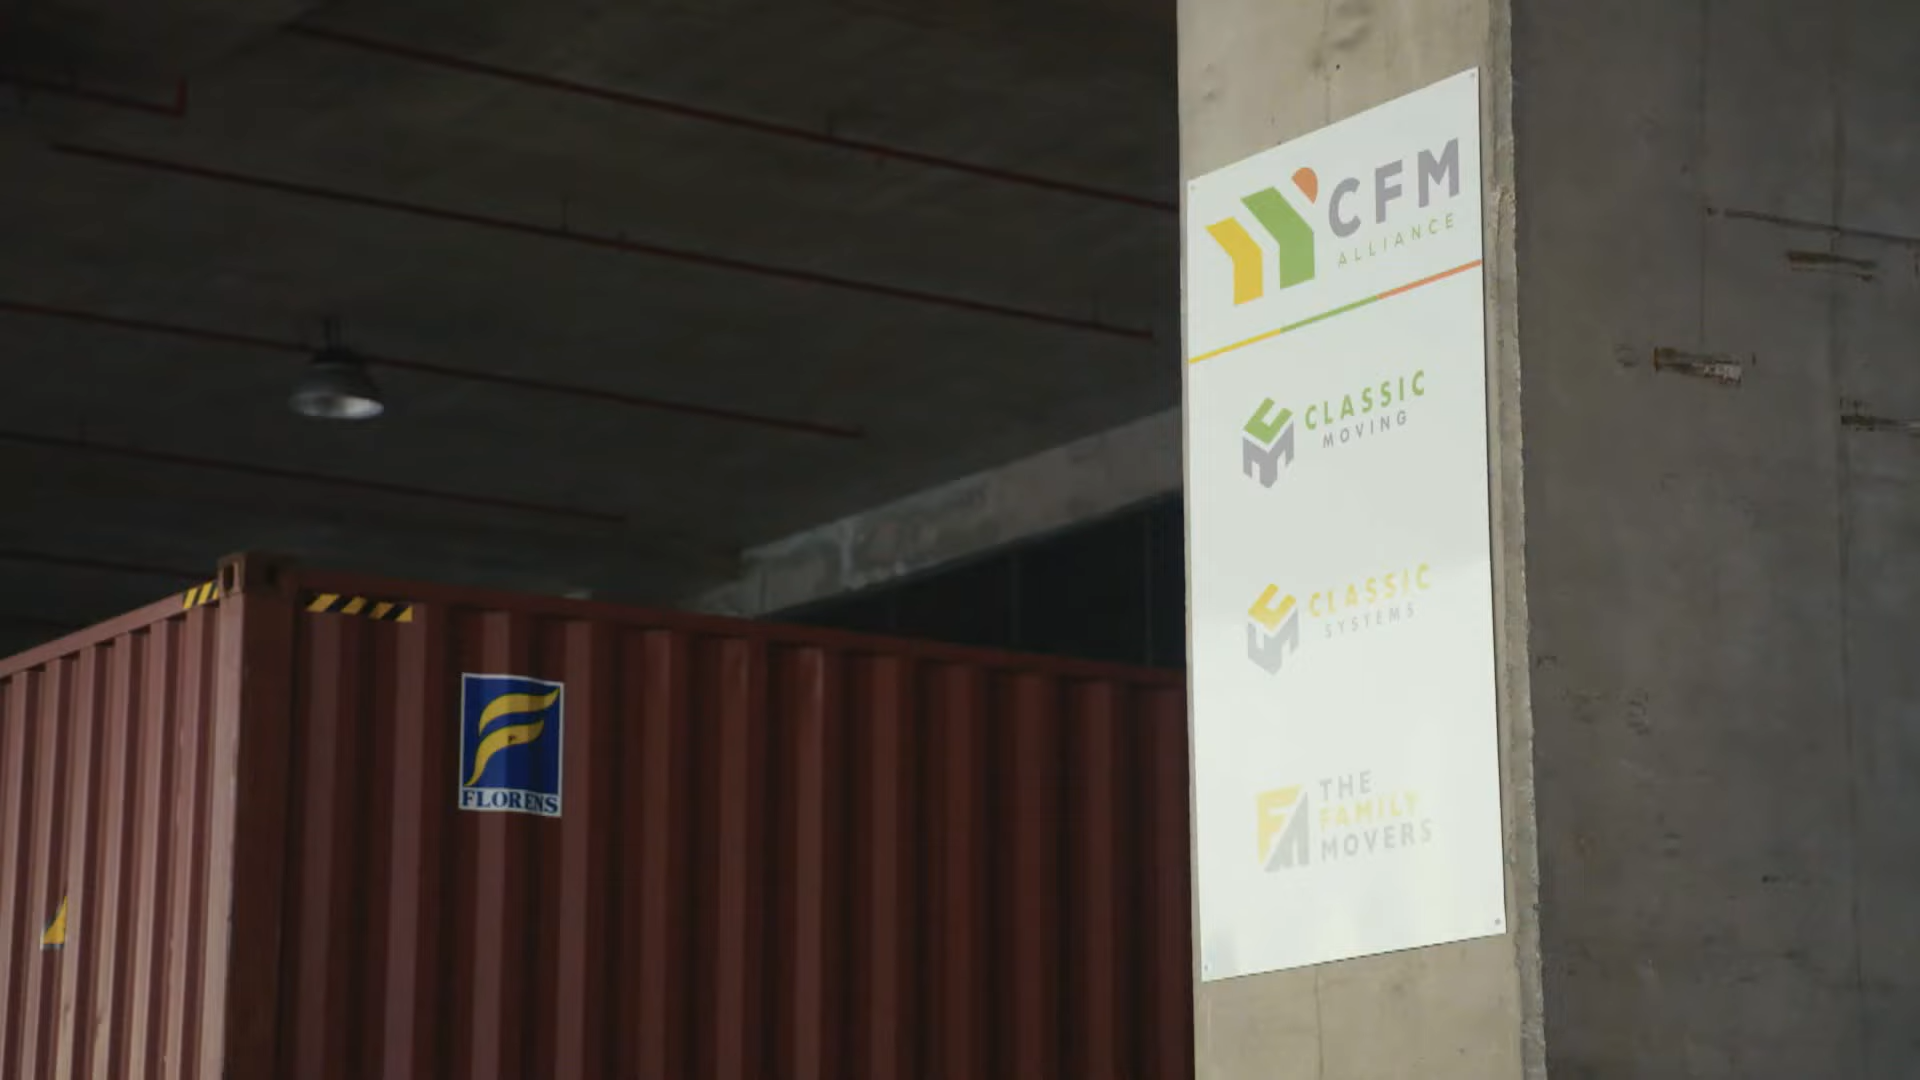 CFM
ALLIANCE
CLASSIC
MOVING
CLASSIC
SYSTEMS
THE
FAMILY
MOVERS
FLORENS